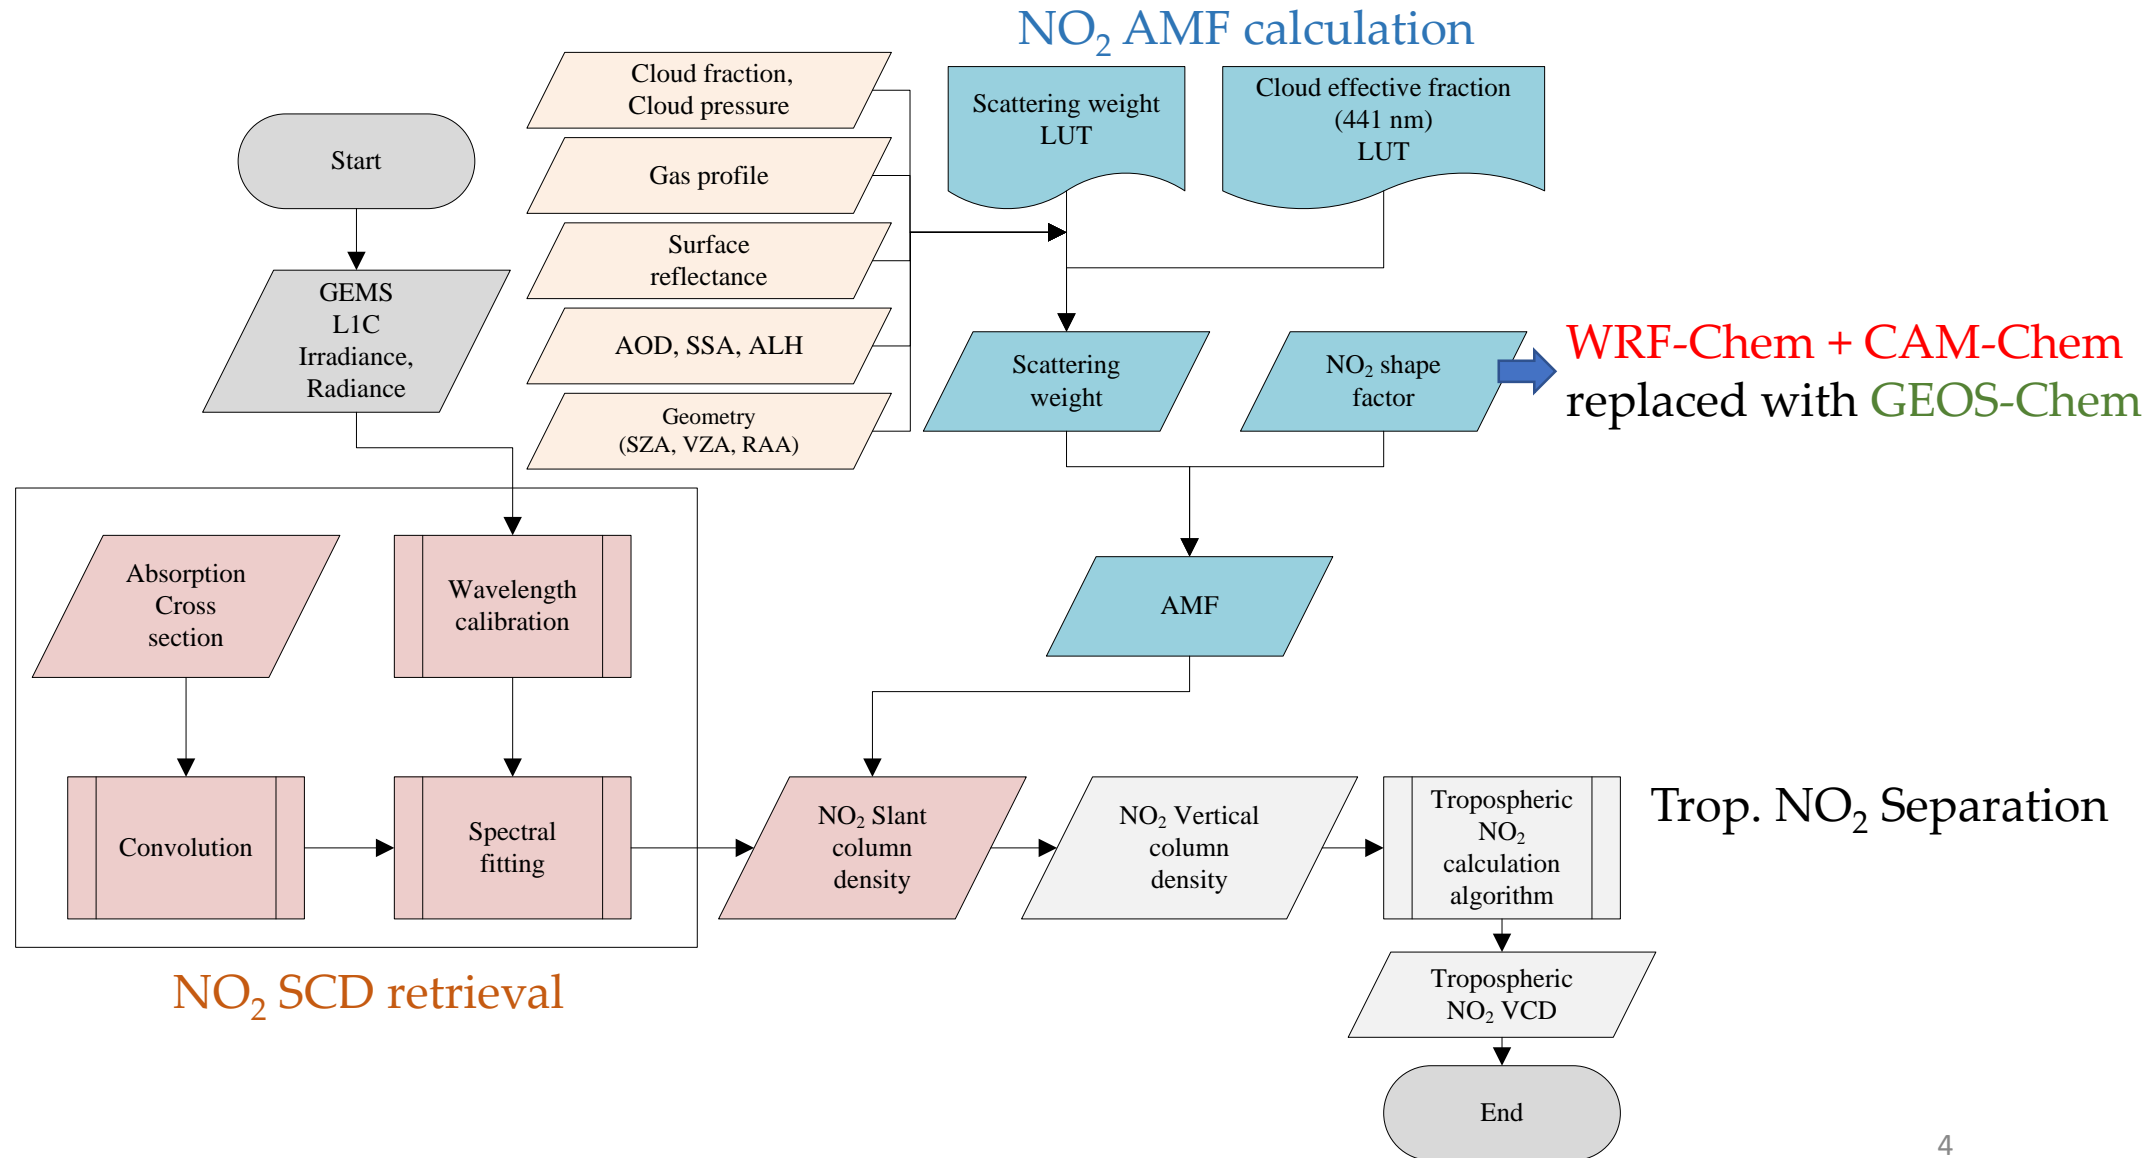 NO₂ AMF calculation
Cloud fraction,
Cloud pressure
Scattering weight
LUT
Cloud effective fraction
(441 nm)
LUT
Start
Gas profile
Surface
reflectance
GEMS
L1C
Irradiance,
Radiance
AOD, SSA, ALH
Scattering
weight
NO₂ shape
factor
WRF-Chem + CAM-Chem
replaced with GEOS-Chem
Geometry
(SZA, VZA, RAA)
Absorption
Cross
section
Wavelength
calibration
AMF
Convolution
Spectral
fitting
NO₂ Slant
column
density
NO₂ Vertical
column
density
Tropospheric
NO₂
calculation
algorithm
Trop. NO₂ Separation
NO₂ SCD retrieval
Tropospheric
NO₂ VCD
End
4